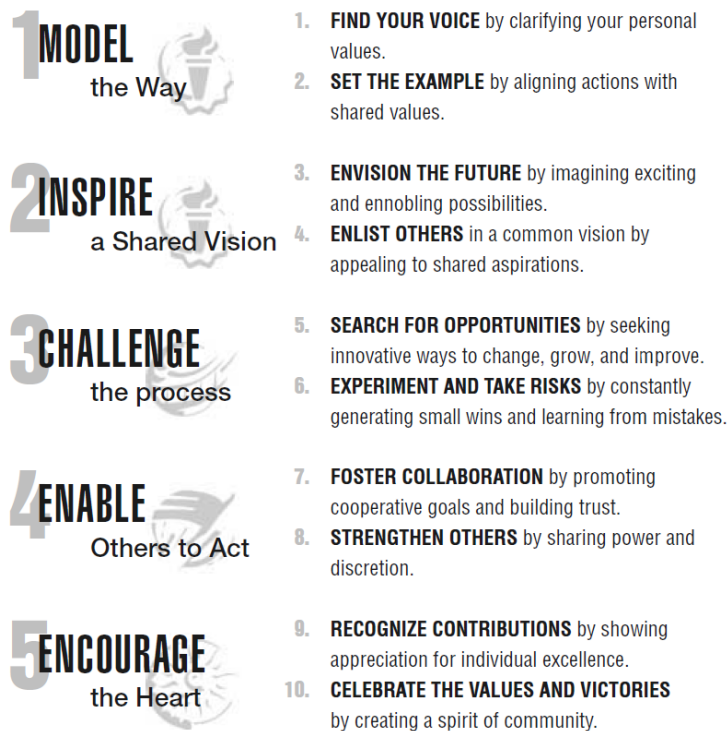 1 MODEL
the Way
1. FIND YOUR VOICE by clarifying your personal
values.
2. SET THE EXAMPLE by aligning actions with
shared values.
2 INSPIRE
a Shared Vision
3. ENVISION THE FUTURE by imagining exciting
and ennobling possibilities.
4. ENLIST OTHERS in a common vision by
appealing to shared aspirations.
3 CHALLENGE
the process
5. SEARCH FOR OPPORTUNITIES by seeking
innovative ways to change, grow, and improve.
6. EXPERIMENT AND TAKE RISKS by constantly
generating small wins and learning from mistakes.
4 ENABLE
Others to Act
7. FOSTER COLLABORATION by promoting
cooperative goals and building trust.
8. STRENGTHEN OTHERS by sharing power and
discretion.
5 ENCOURAGE
the Heart
9. RECOGNIZE CONTRIBUTIONS by showing
appreciation for individual excellence.
10. CELEBRATE THE VALUES AND VICTORIES
by creating a spirit of community.